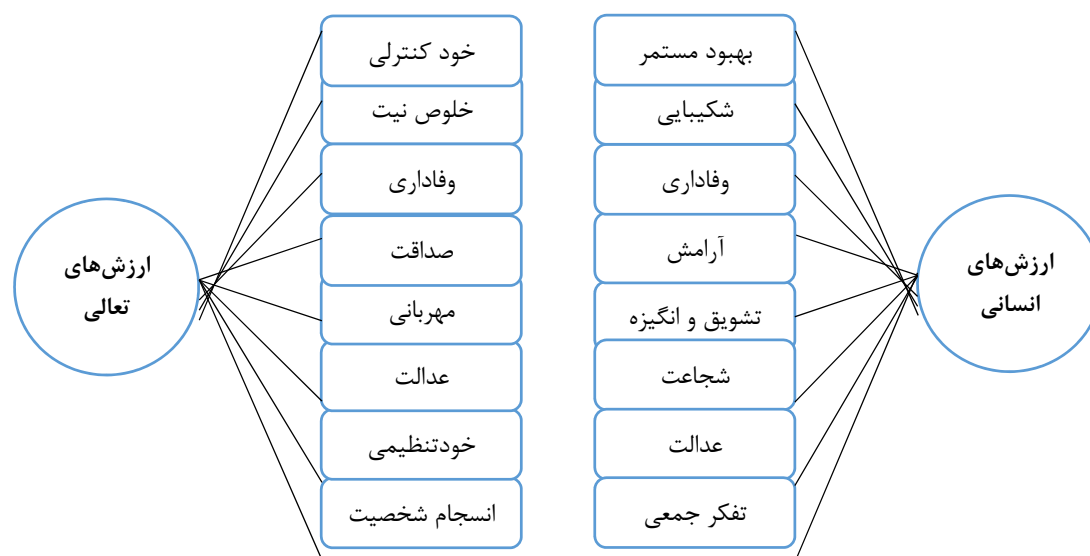 ارزش‌های
انسانی
بهبود مستمر
شکیبایی
وفاداری
آرامش
تشویق و انگیزه
شجاعت
عدالت
تفکر جمعی
خود کنترلی
خلوص نیت
وفاداری
صداقت
مهربانی
عدالت
خودتنظیمی
انسجام شخصیت
ارزش‌های
تعالی